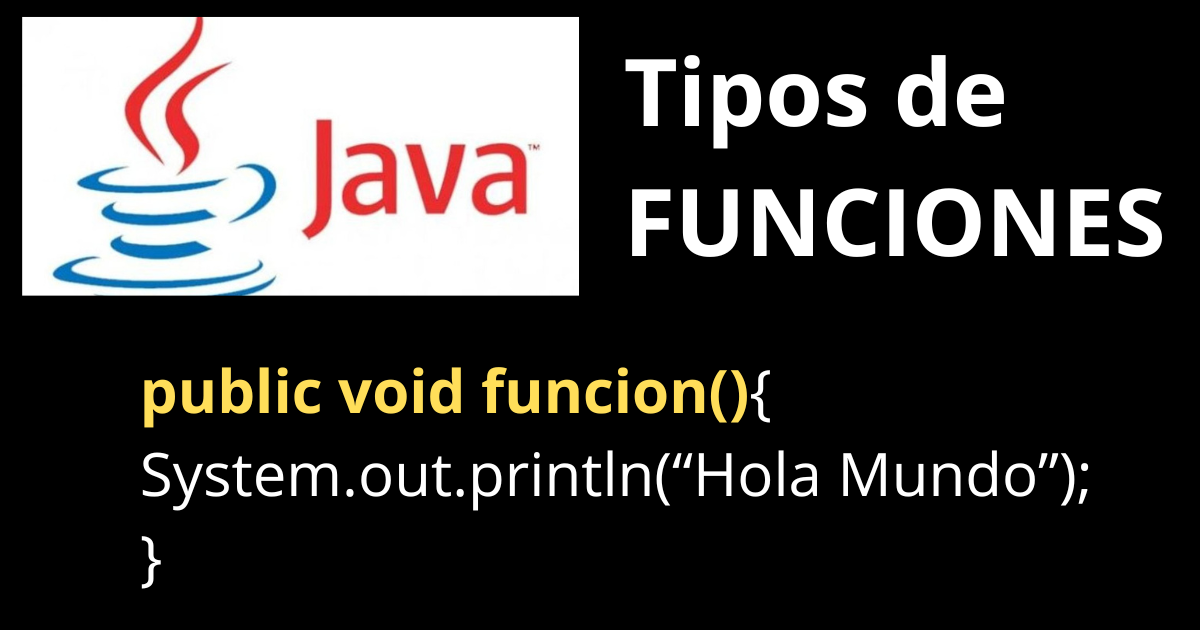 Java™
Tipos de
FUNCIONES
public void funcion(){
System.out.println(“Hola Mundo”);
}